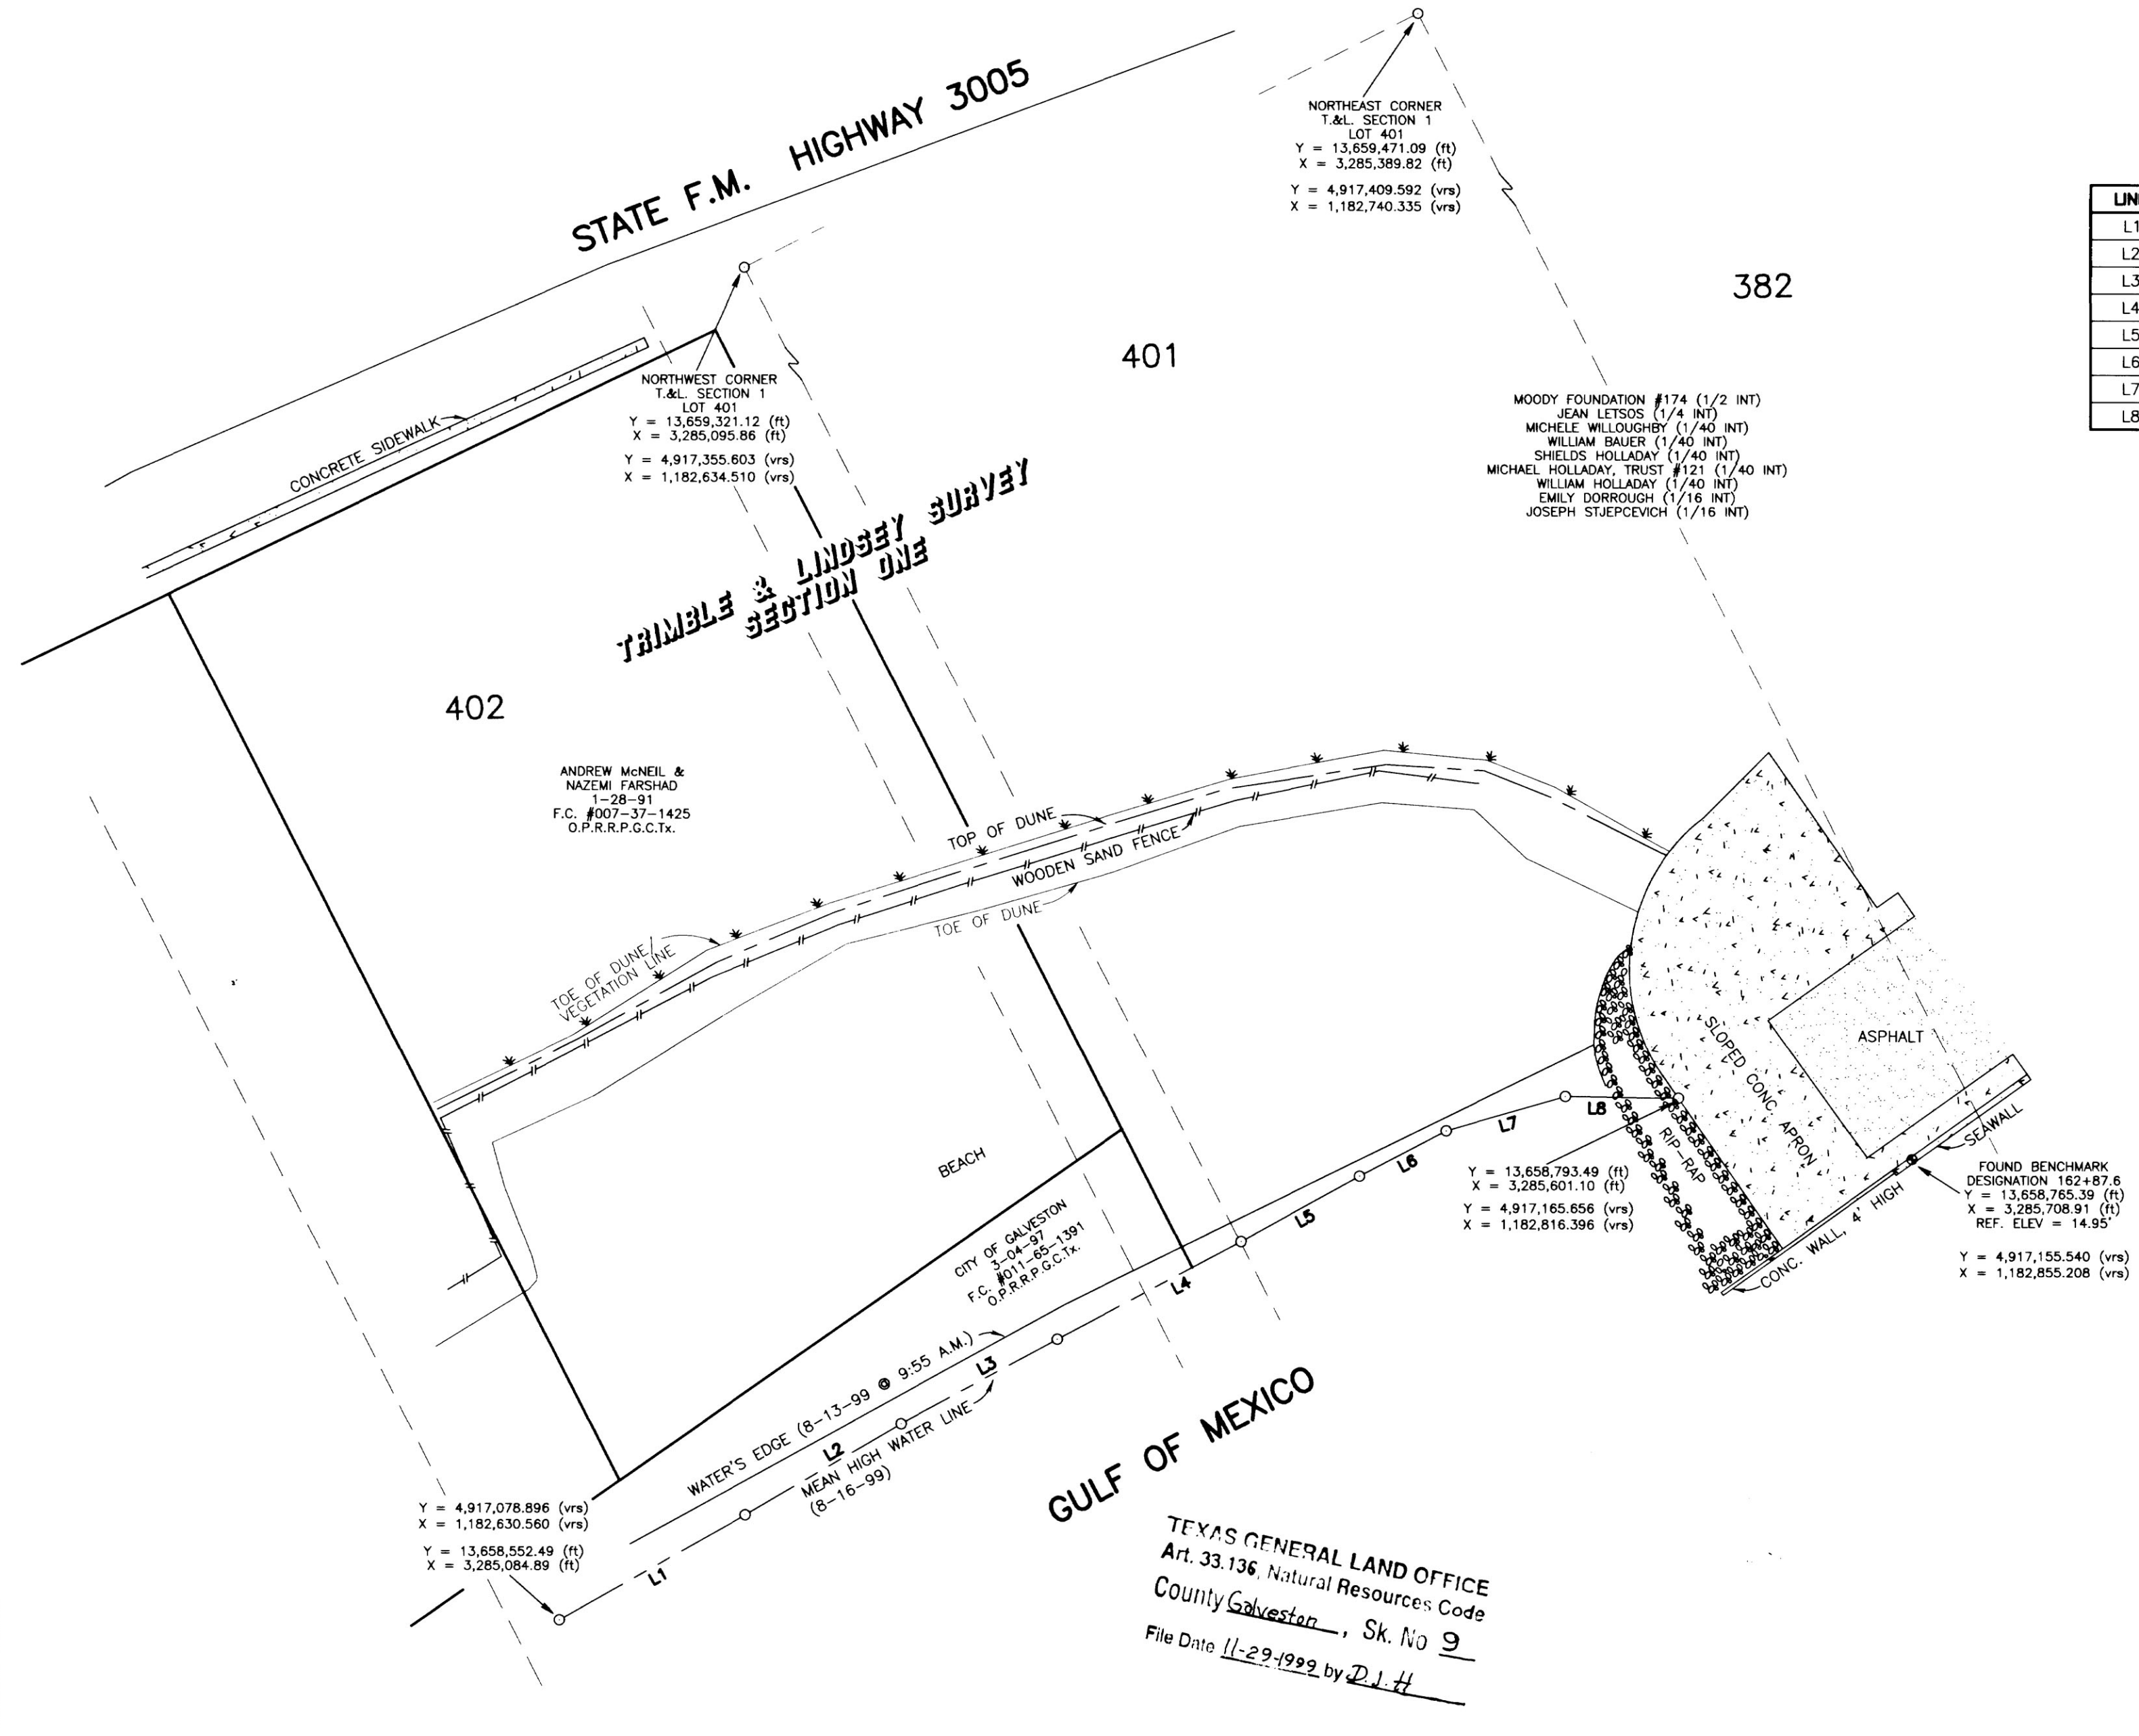 STATE F.M. HIGHWAY 3005
NORTHEAST CORNER
T.&L. SECTION 1
LOT 401
Y = 13,659,471.09 (ft)
X = 3,285,389.82 (ft)
Y = 4,917,409.592 (vrs)
X = 1,182,740.335 (vrs)
L1
L2
L3
L4
L5
L6
L7
L8
382
401
NORTHWEST CORNER
T.&L. SECTION 1
LOT 401
Y = 13,659,321.12 (ft)
X = 3,285,095.86 (ft)
Y = 4,917,355.603 (vrs)
X = 1,182,634.510 (vrs)
CONCRETE SIDEWALK
MOODY FOUNDATION #174 (1/2 INT)
JEAN LETSOS (1/4 INT)
MICHELE WILLOUGHBY (1/40 INT)
WILLIAM BAUER (1/40 INT)
SHIELDS HOLLADAY (1/40 INT)
MICHAEL HOLLADAY, TRUST #121 (1/40 INT)
WILLIAM HOLLADAY (1/40 INT)
EMILY DORROUGH (1/16 INT)
JOSEPH STJEPCEVICH (1/16 INT)
TRIMBLE & LINDSEY SURVEY
SECTION ONE
402
ANDREW McNEIL &
NAZEMI FARSHAD
1-28-91
F.C. #007-37-1425
O.P.R.R.P.G.C.Tx.
TOP OF DUNE
WOODEN SAND FENCE
TOE OF DUNE
TOE OF DUNE/
VEGETATION LINE
BEACH
SLOPED CONC. APRON
ASPHALT
RIP-RAP
SEAWALL
CONC. WALL, 4' HIGH
FOUND BENCHMARK
DESIGNATION 162+87.6
Y = 13,658,765.39 (ft)
X = 3,285,708.91 (ft)
REF. ELEV = 14.95'
Y = 4,917,155.540 (vrs)
X = 1,182,855.208 (vrs)
Y = 13,658,793.49 (ft)
X = 3,285,601.10 (ft)
Y = 4,917,165.656 (vrs)
X = 1,182,816.396 (vrs)
CITY OF GALVESTON
3-04-97
F.C. #011-65-1391
O.P.R.R.P.G.C.Tx.
L8
L7
L6
L5
L4
L3
L2
L1
WATER'S EDGE (8-13-99 @ 9:55 A.M.)
MEAN HIGH WATER LINE
(8-16-99)
Y = 4,917,078.896 (vrs)
X = 1,182,630.560 (vrs)
Y = 13,658,552.49 (ft)
X = 3,285,084.89 (ft)
GULF OF MEXICO
TEXAS GENERAL LAND OFFICE
Art. 33.136, Natural Resources Code
County Galveston, Sk. No 9
File Date 11-29-1999 by D.J.H